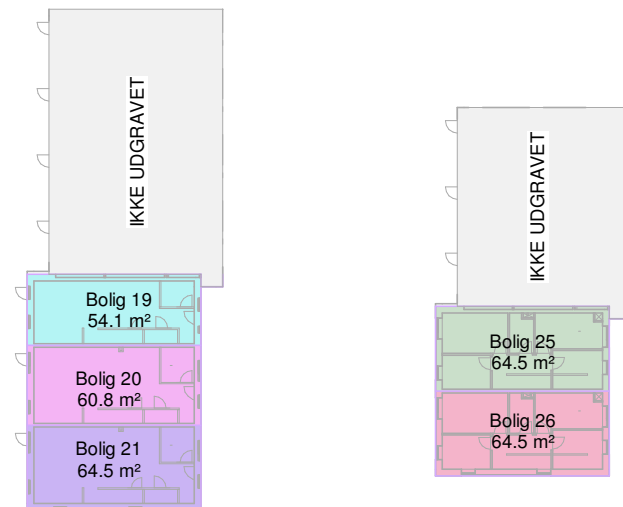 IKKE UDGRAVET
IKKE UDGRAVET
Bolig 19
54.1 m²
Bolig 20
60.8 m²
Bolig 21
64.5 m²
Bolig 25
64.5 m²
Bolig 26
64.5 m²